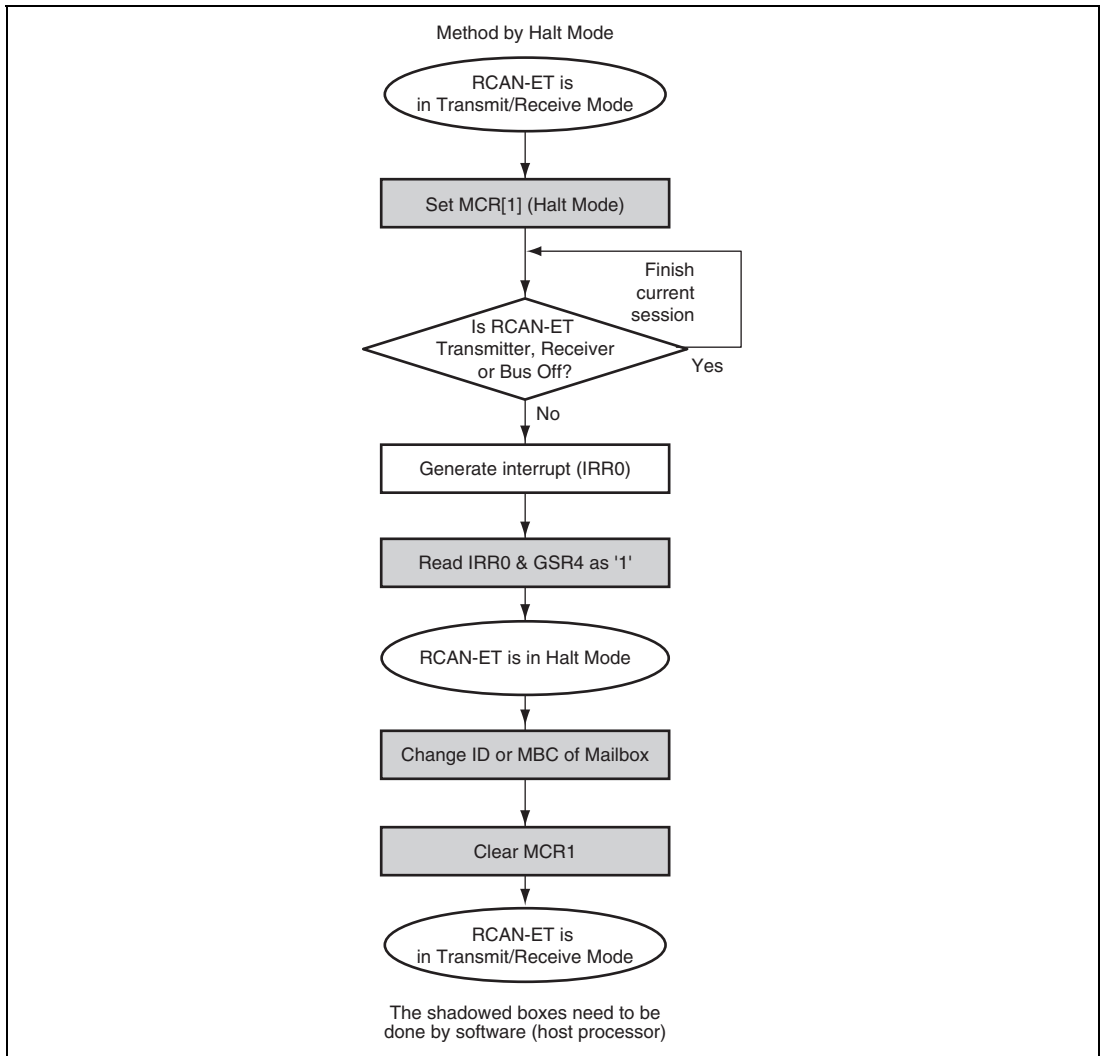 Method by Halt Mode
RCAN-ET is
in Transmit/Receive Mode
Set MCR[1] (Halt Mode)
Finish
current
session
Is RCAN-ET
Transmitter, Receiver
or Bus Off?
Yes
No
Generate interrupt (IRR0)
Read IRR0 & GSR4 as '1'
RCAN-ET is in Halt Mode
Change ID or MBC of Mailbox
Clear MCR1
RCAN-ET is
in Transmit/Receive Mode
The shadowed boxes need to be
done by software (host processor)